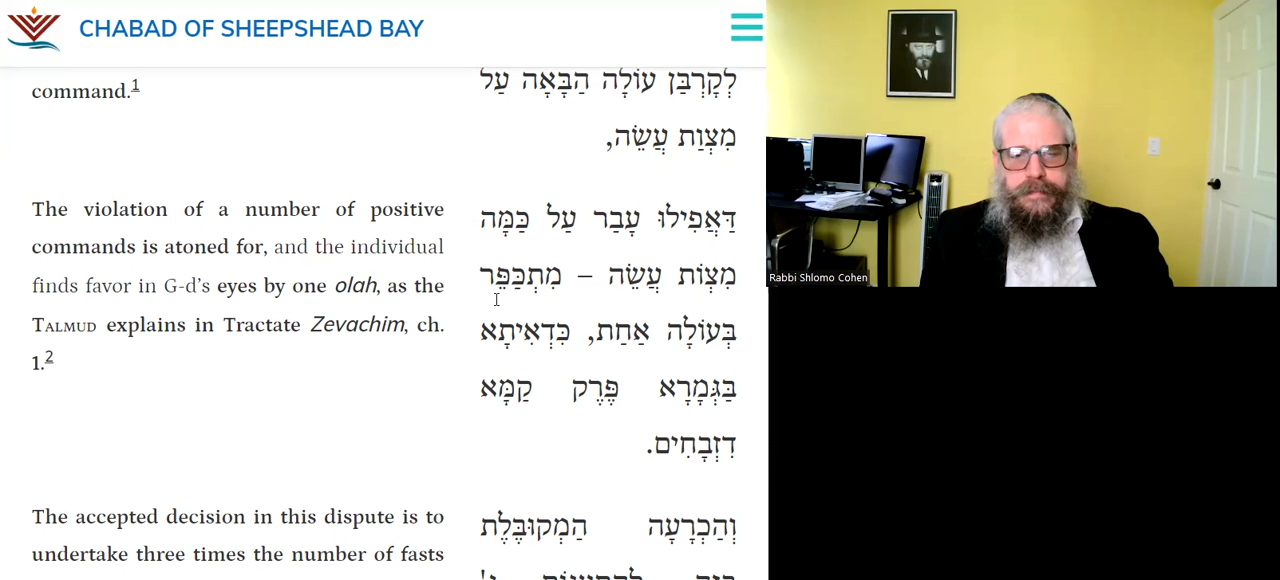 CHABAD OF SHEEPSHEAD BAY
command.1
לְקָרְבַּן עוֹלָה הַבָּאָה עַל
מִצְוַת עֲשֵׂה,
The violation of a number of positive
commands is atoned for, and the individual
finds favor in G-d’s eyes by one olah, as the
TALMUD explains in Tractate Zevachim, ch.
1.2
דַּאֲפִילוּ עָבַר עַל כַּמָּה
מִצְוֹת עֲשֵׂה – מִתְכַּפֵּר
בְּעוֹלָה אַחַת, כִּדְאִיתָא
בַּגְּמָרָא פֶּרֶק קַמָּא
דִזְבָחִים.
The accepted decision in this dispute is to
undertake three times the number of fasts
וְהַכְרָעָה הַמְקוּבֶּלֶת
Rabbi Shlomo Cohen